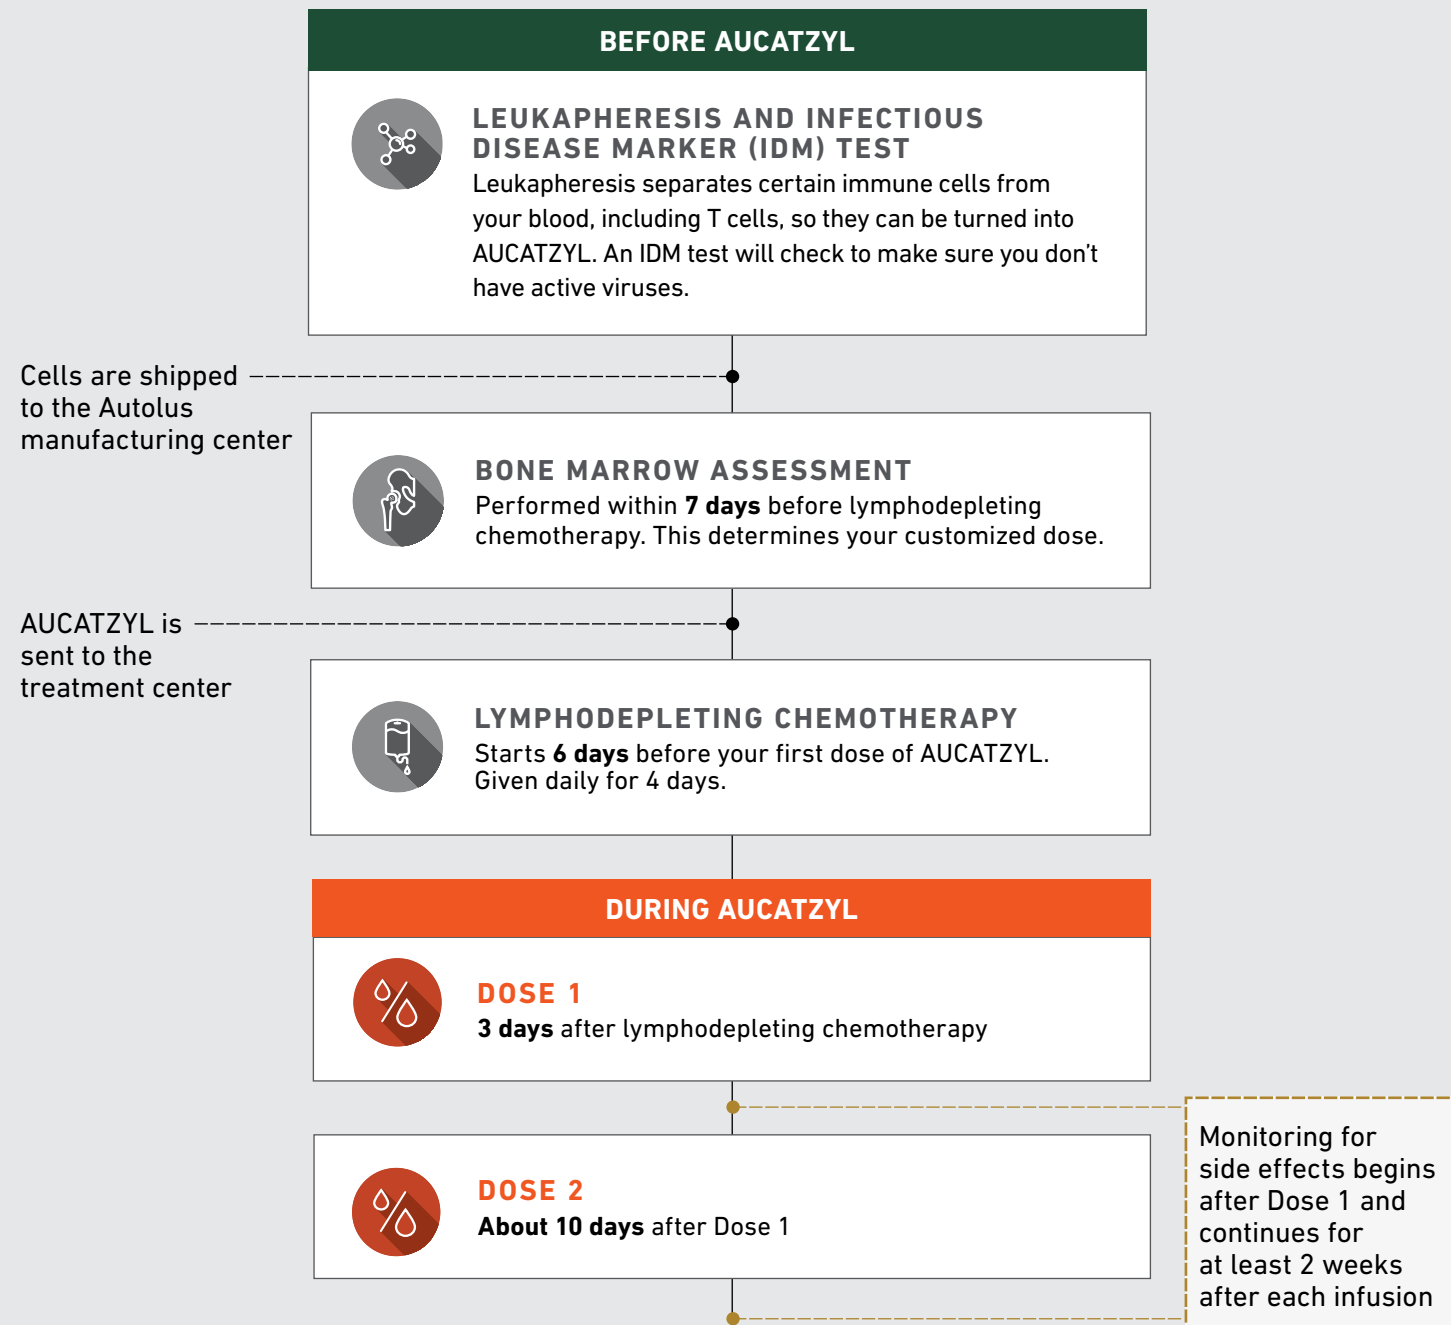 BEFORE AUCATZYL
LEUKAPHERESIS AND INFECTIOUS
DISEASE MARKER (IDM) TEST
Leukapheresis separates certain immune cells from
your blood, including T cells, so they can be turned into
AUCATZYL. An IDM test will check to make sure you don’t
have active viruses.
Cells are shipped
to the Autolus
manufacturing center
BONE MARROW ASSESSMENT
Performed within 7 days before lymphodepleting
chemotherapy. This determines your customized dose.
AUCATZYL is
sent to the
treatment center
LYMPHODEPLETING CHEMOTHERAPY
Starts 6 days before your first dose of AUCATZYL.
Given daily for 4 days.
DURING AUCATZYL
DOSE 1
3 days after lymphodepleting chemotherapy
DOSE 2
About 10 days after Dose 1
Monitoring for
side effects begins
after Dose 1 and
continues for
at least 2 weeks
after each infusion